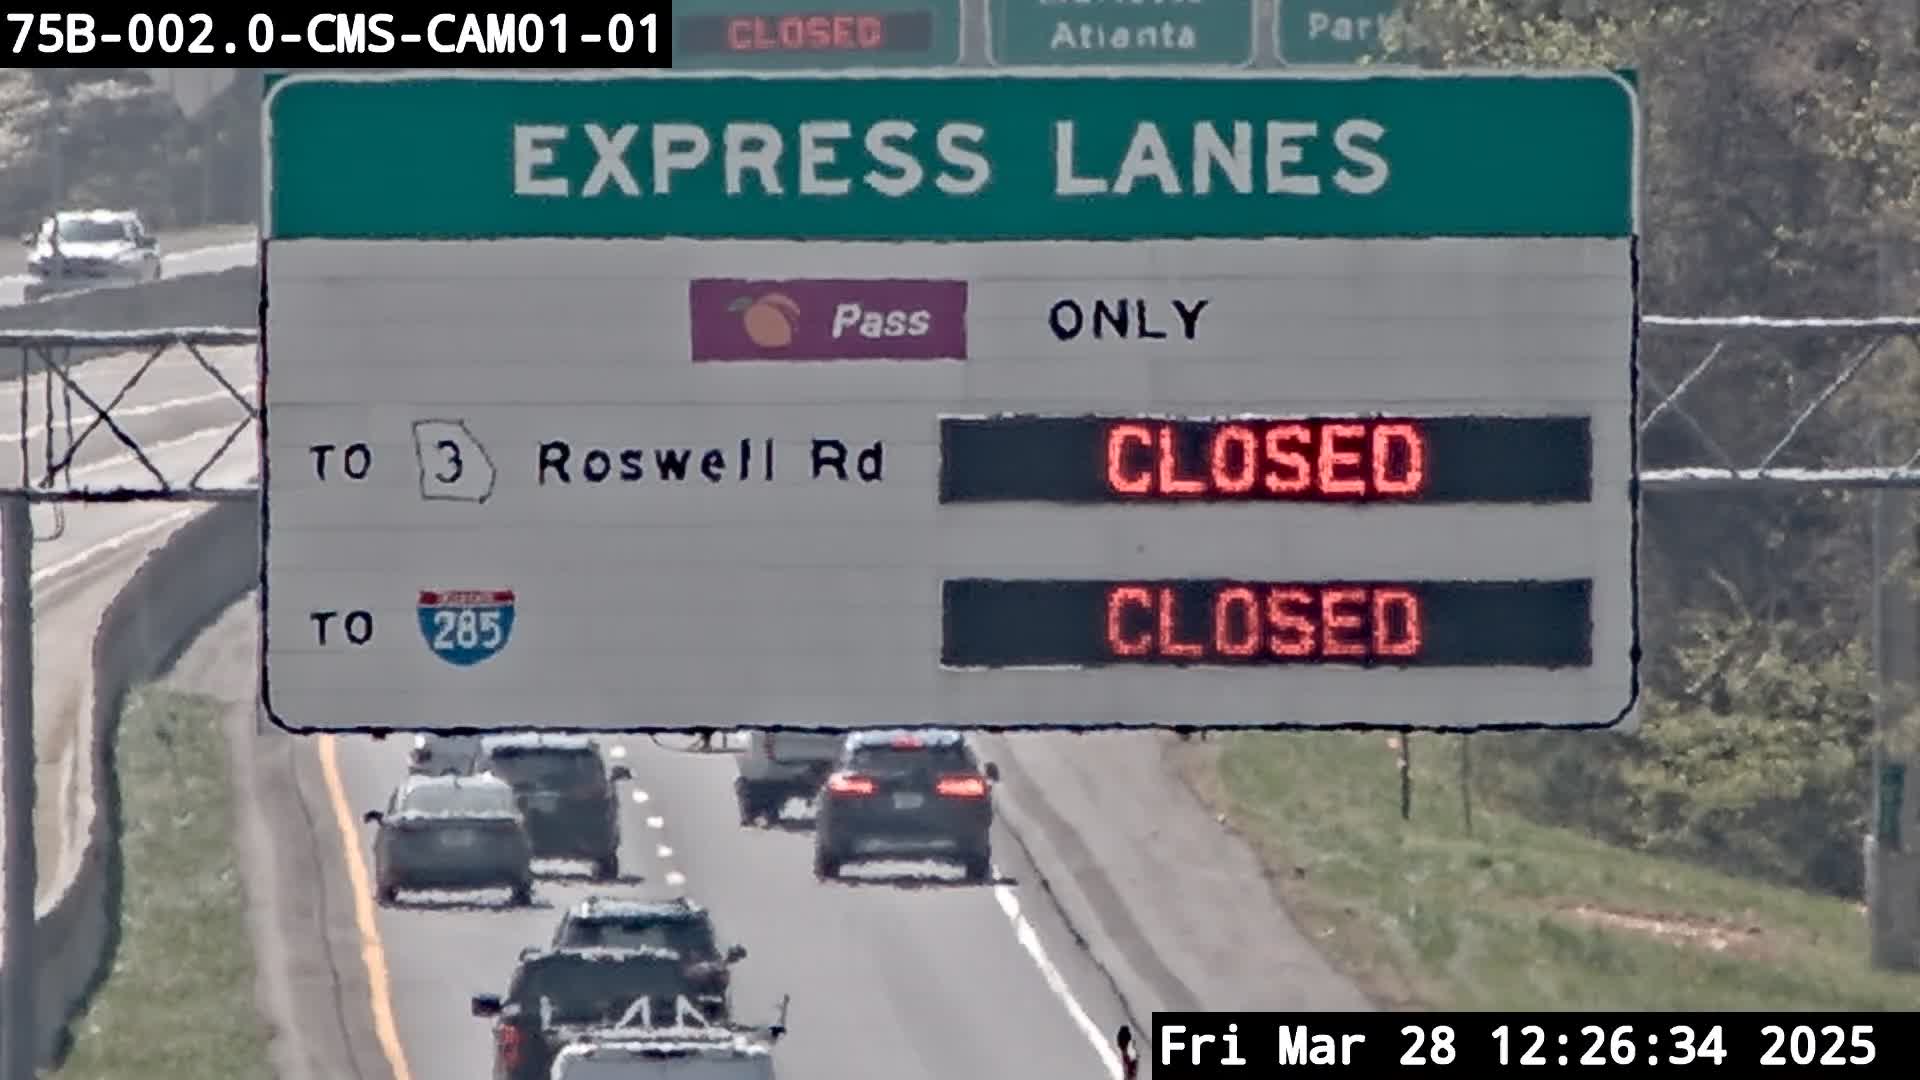 75B-002.0-CMS-CAM01-01
CLOSED
Atlanta
Park
EXPRESS LANES
Pass ONLY
TO 3 Roswell Rd CLOSED
TO 285 CLOSED
Fri Mar 28 12:26:34 2025